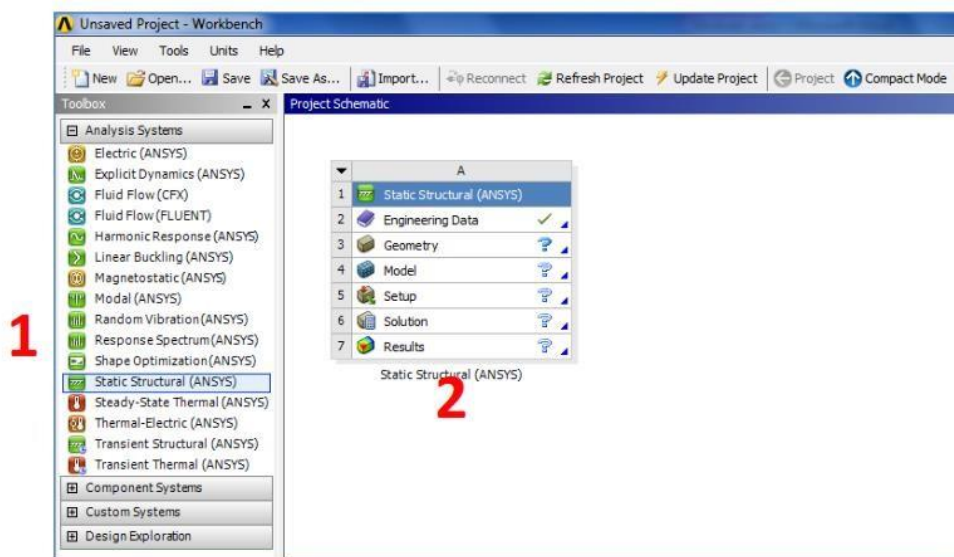 Unsaved Project - Workbench
File View Tools Units Help
New Open... Save Save As... Import... Reconnect Refresh Project Update Project Project Compact Mode
Toolbox
Project Schematic
Analysis Systems
Electric (ANSYS)
Explicit Dynamics (ANSYS)
Fluid Flow (CFX)
Fluid Flow (FLUENT)
Harmonic Response (ANSYS)
Linear Buckling (ANSYS)
Magnetostatic (ANSYS)
Modal (ANSYS)
Random Vibration (ANSYS)
Response Spectrum (ANSYS)
Shape Optimization (ANSYS)
Static Structural (ANSYS)
Steady-State Thermal (ANSYS)
Thermal-Electric (ANSYS)
Transient Structural (ANSYS)
Transient Thermal (ANSYS)
Component Systems
Custom Systems
Design Exploration
1
A
1 Static Structural (ANSYS)
2 Engineering Data
3 Geometry
4 Model
5 Setup
6 Solution
7 Results
Static Structural (ANSYS)
2